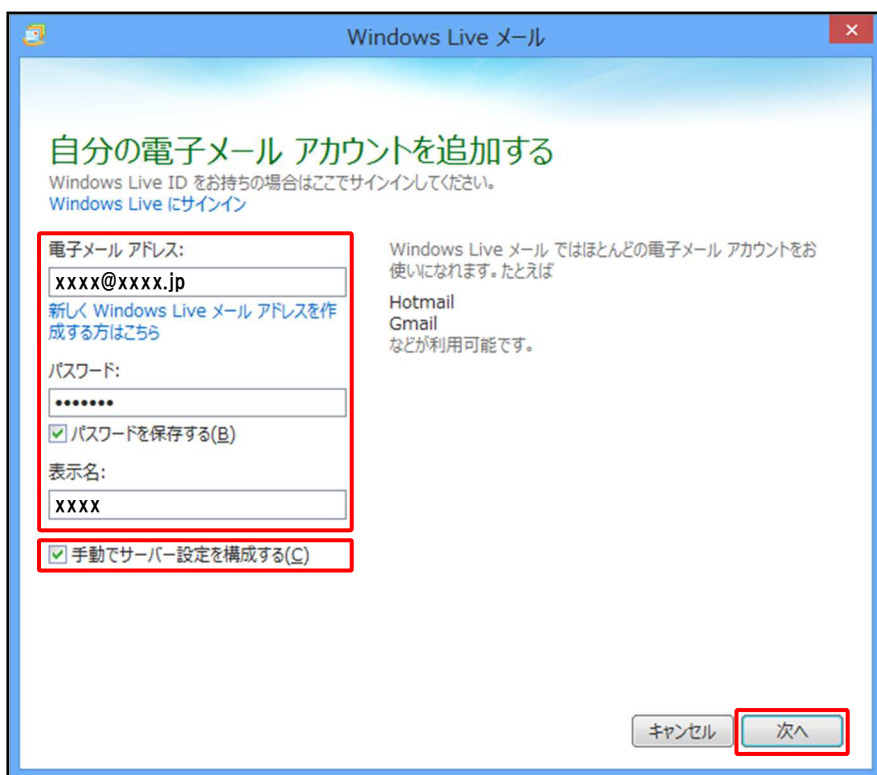 Windows Live メール
自分の電子メール アカウントを追加する
Windows Live ID をお持ちの場合はここでサインインしてください。
Windows Live にサインイン
電子メール アドレス:
xxxx@xxxx.jp
新しく Windows Live メール アドレスを作
成する方はこちら
パスワード:
•••••••
パスワードを保存する(B)
表示名:
xxxx
手動でサーバー設定を構成する(C)
Windows Live メール ではほとんどの電子メール アカウントをお
使いになれます。たとえば
Hotmail
Gmail
などが利用可能です。
キャンセル
次へ